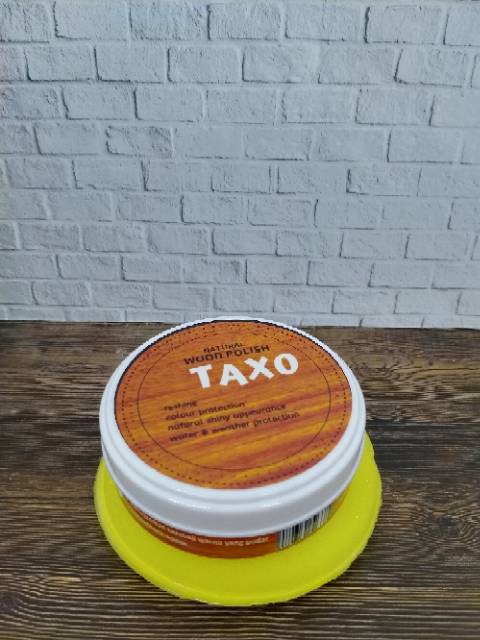 NATURAL
WOOD POLISH
TAXO
restore
colour protection
natural shiny appearance
water & weather protection